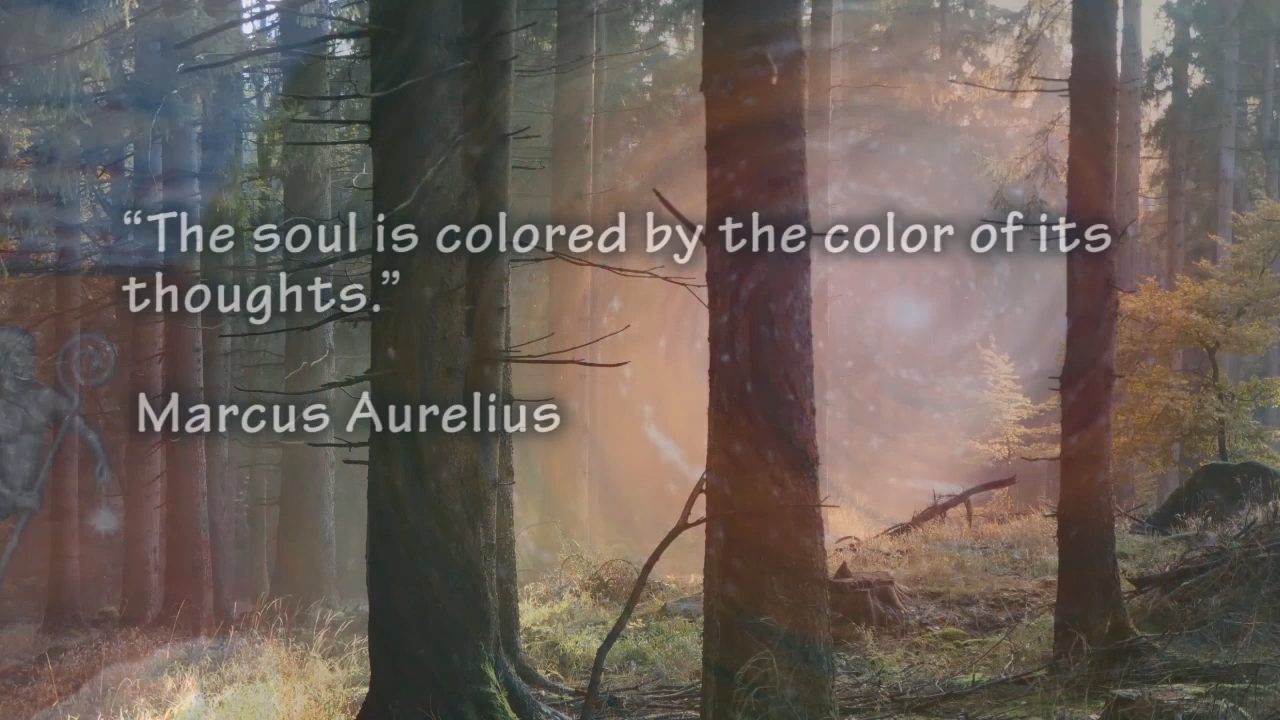 “The soul is colored by the color of its
thoughts.”
Marcus Aurelius